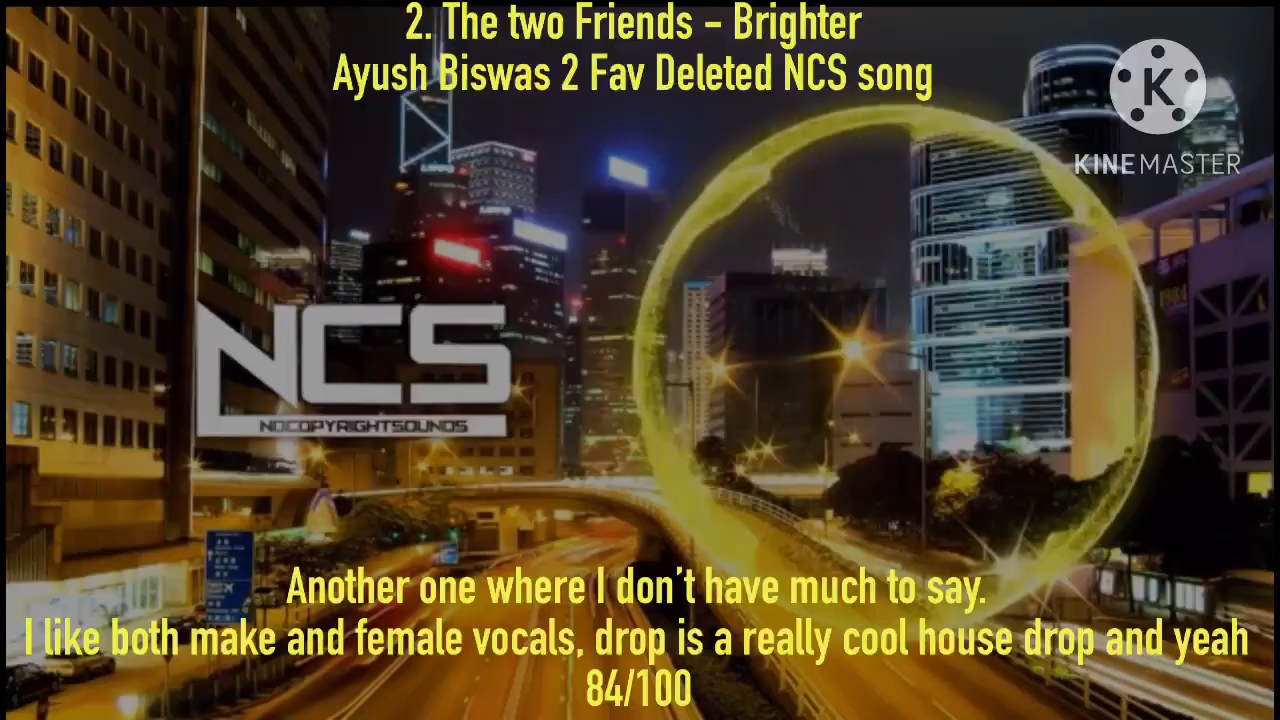 2. The two Friends – Brighter
Ayush Biswas 2 Fav Deleted NCS song
K
KINEMASTER
NCS
NOCOPYRIGHTSOUNDS
Another one where I don't have much to say.
I like both make and female vocals, drop is a really cool house drop and yeah
84/100